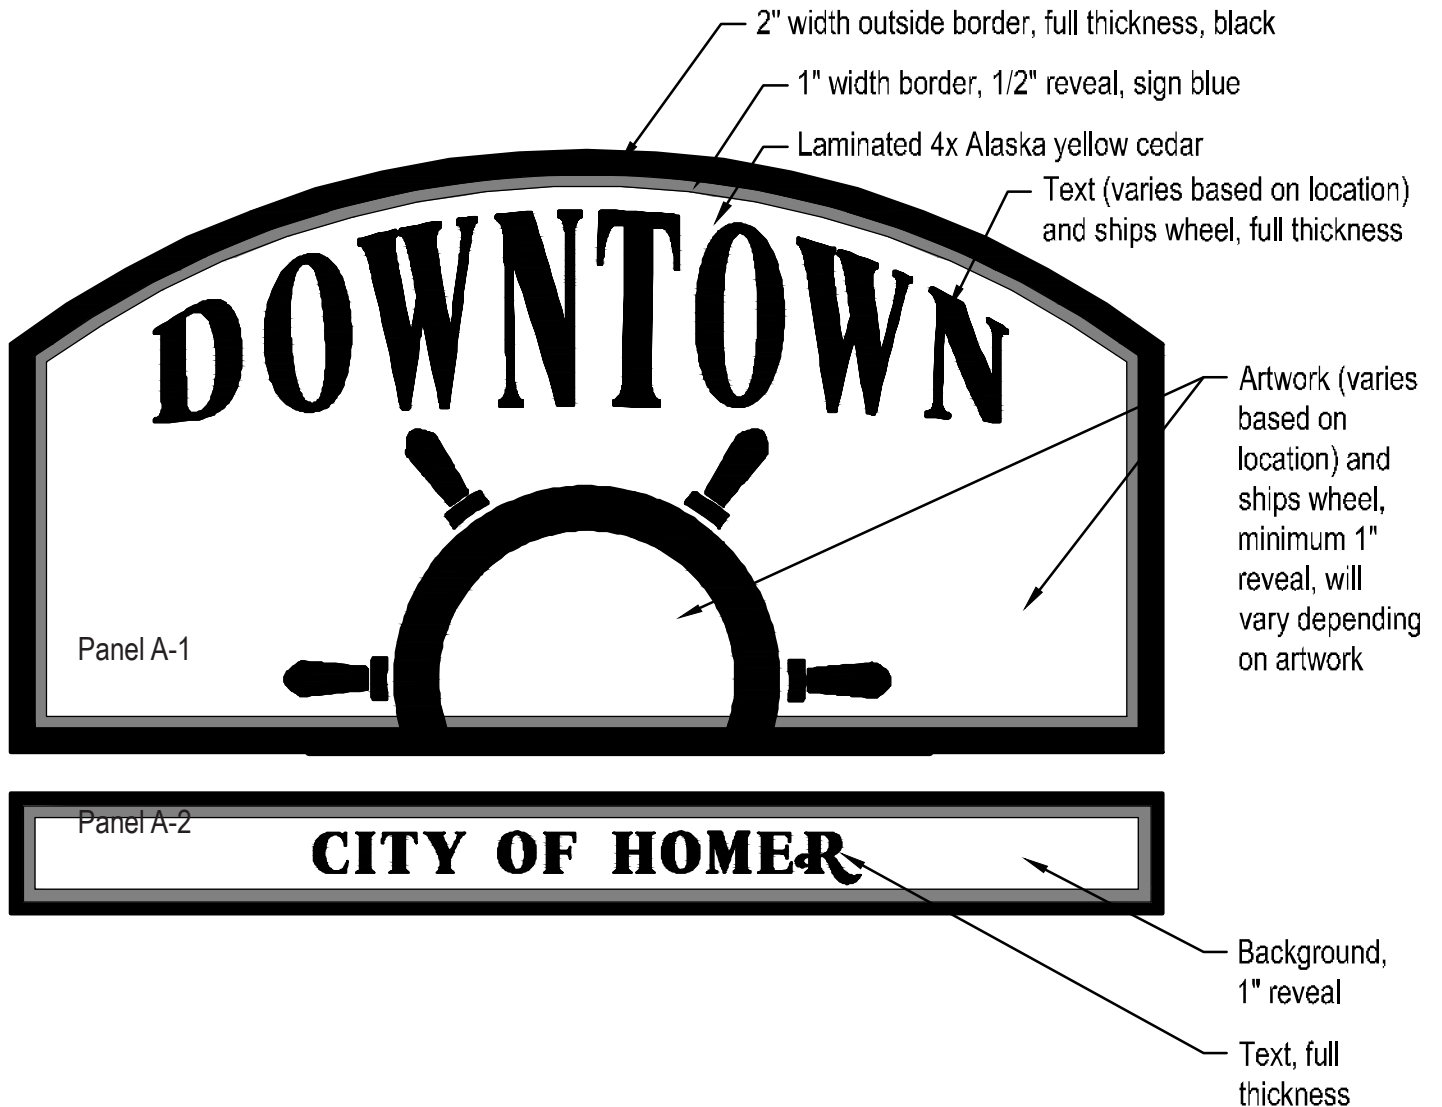 2" width outside border, full thickness, black
1" width border, 1/2" reveal, sign blue
Laminated 4x Alaska yellow cedar
Text (varies based on location)
and ships wheel, full thickness
DOWNTOWN
Artwork (varies
based on
location) and
ships wheel,
minimum 1"
reveal, will
vary depending
on artwork
Panel A-1
Panel A-2
CITY OF HOMER
Background,
1" reveal
Text, full
thickness